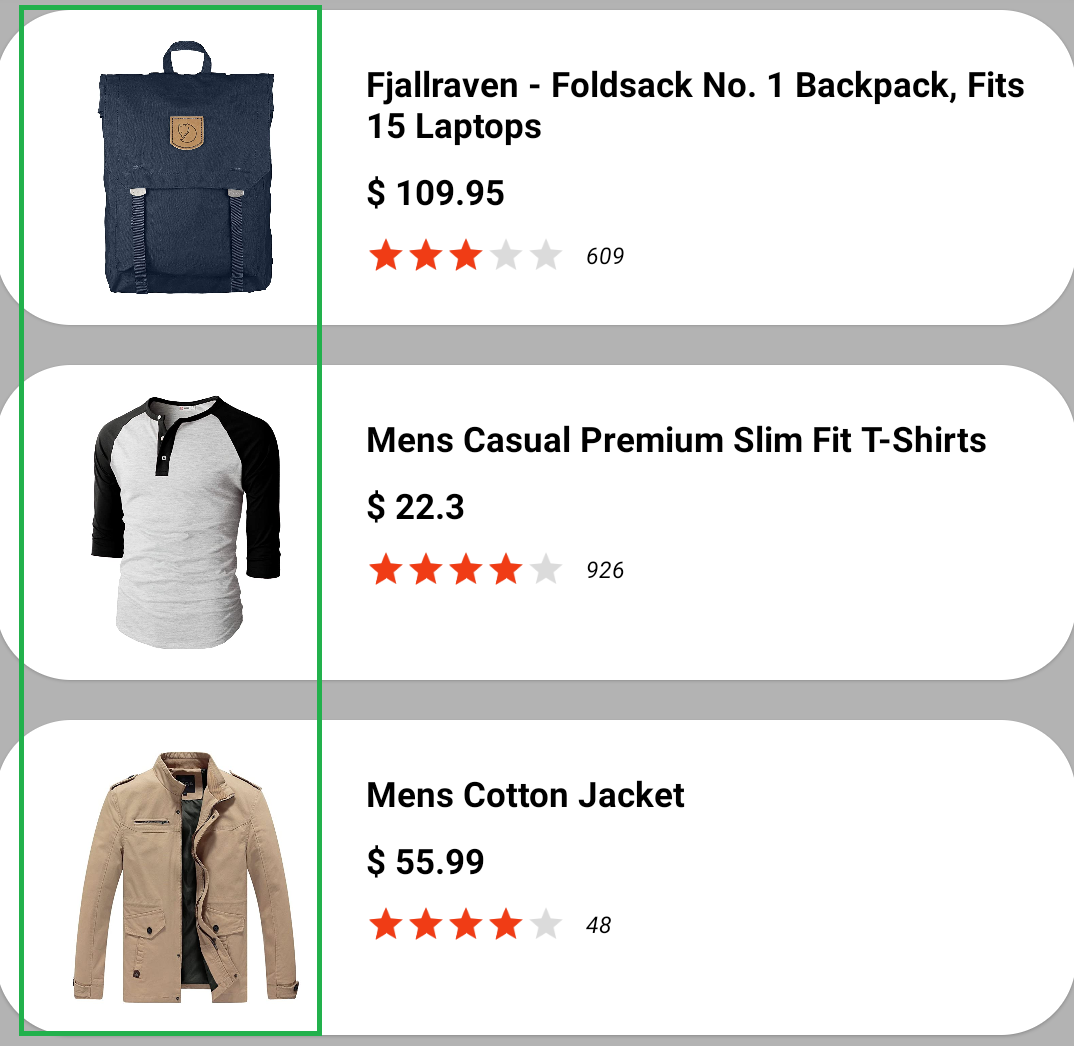 Fjallraven - Foldsack No. 1 Backpack, Fits
15 Laptops
$ 109.95
609
Mens Casual Premium Slim Fit T-Shirts
$ 22.3
926
Mens Cotton Jacket
$ 55.99
48